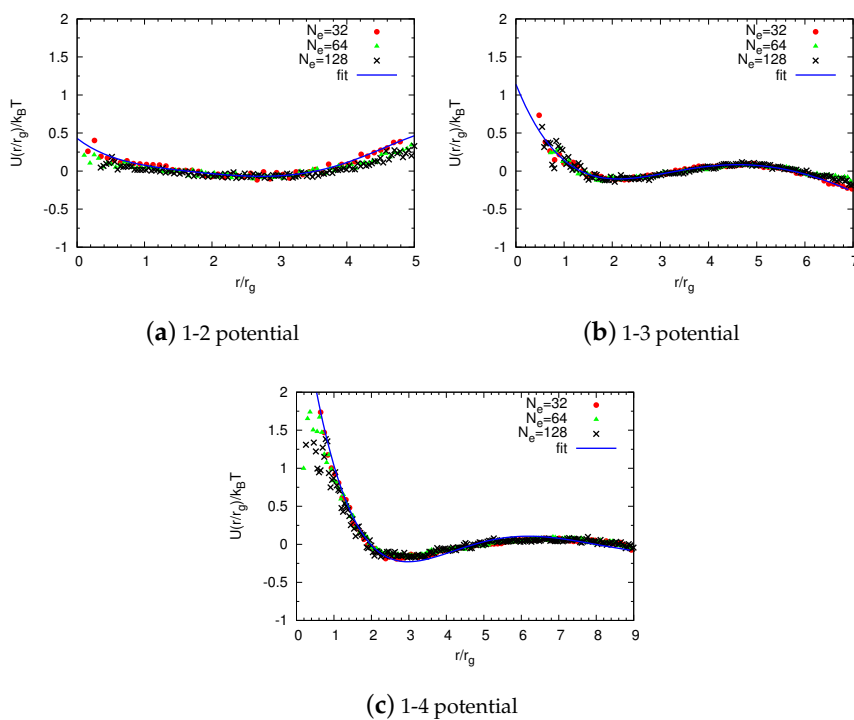 2
1.5
1
0.5
0
-0.5
-1
U(r/r_g)/k_BT
N_e=32
N_e=64
N_e=128
fit
0 1 2 3 4 5
r/r_g
(a) 1-2 potential
2
1.5
1
0.5
0
-0.5
-1
U(r/r_g)/k_BT
N_e=32
N_e=64
N_e=128
fit
0 1 2 3 4 5 6 7
r/r_g
(b) 1-3 potential
2
1.5
1
0.5
0
-0.5
-1
U(r/r_g)/k_BT
N_e=32
N_e=64
N_e=128
fit
0 1 2 3 4 5 6 7 8 9
r/r_g
(c) 1-4 potential